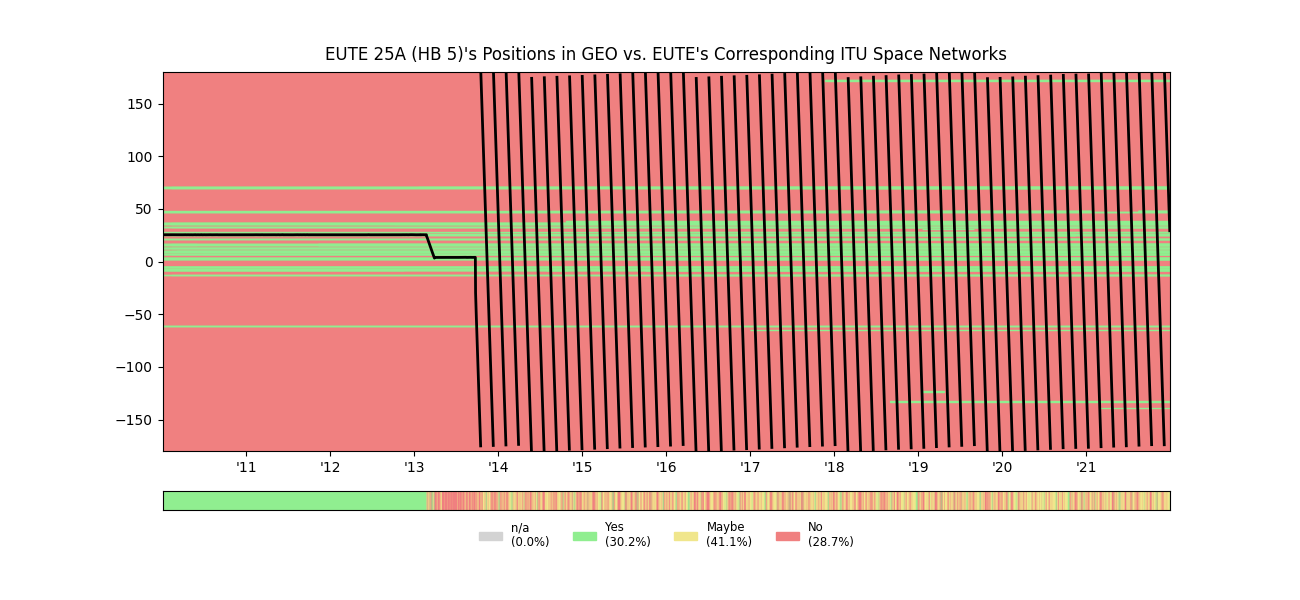 EUTE 25A (HB 5)'s Positions in GEO vs. EUTE's Corresponding ITU Space Networks
150
100
50
0
−50
−100
−150
'11 '12 '13 '14 '15 '16 '17 '18 '19 '20 '21
n/a Yes Maybe No
(0.0%) (30.2%) (41.1%) (28.7%)